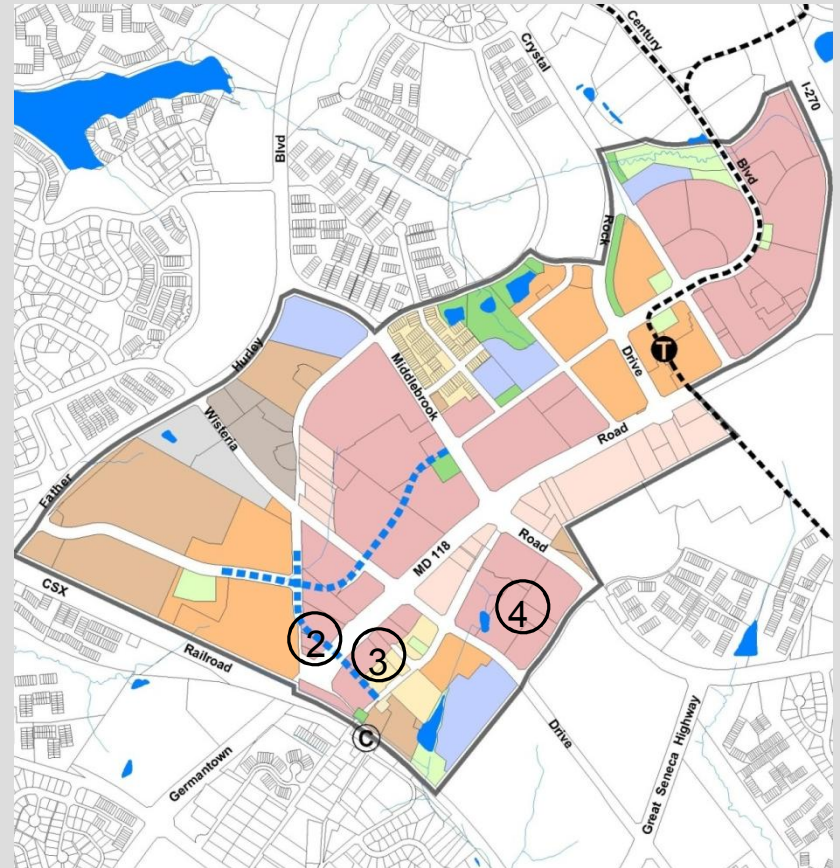 Century
Crystal
I-270
Blvd
Blvd
Rock
Hurley
Middlebrook
Drive
T
Wisteria
Road
Father
MD 118
Road
CSX
4
2
3
Railroad
C
Drive
Germantown
Great Seneca Highway